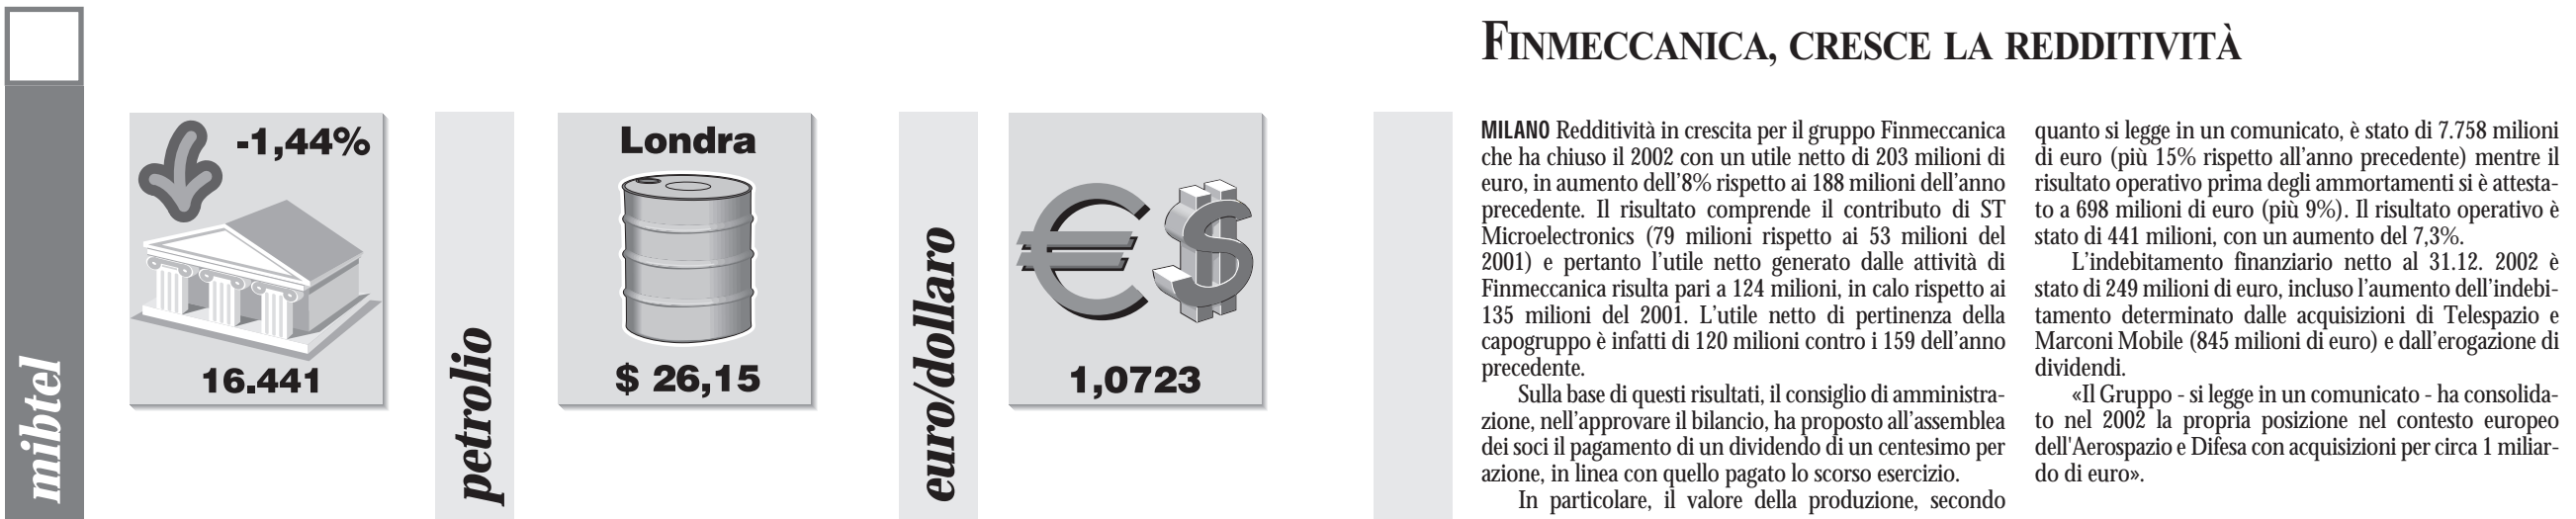 mibtel
-1,44%
16.441
petrolio
Londra
$ 26,15
euro/dollaro
1,0723
FINMECCANICA, CRESCE LA REDDITIVITÀ
MILANO Redditività in crescita per il gruppo Finmeccanica
che ha chiuso il 2002 con un utile netto di 203 milioni di
euro, in aumento dell'8% rispetto ai 188 milioni dell'anno
precedente. Il risultato comprende il contributo di ST
Microelectronics (79 milioni rispetto ai 53 milioni del
2001) e pertanto l'utile netto generato dalle attività di
Finmeccanica risulta pari a 124 milioni, in calo rispetto ai
135 milioni del 2001. L'utile netto di pertinenza della
capogruppo è infatti di 120 milioni contro i 159 dell'anno
precedente.
Sulla base di questi risultati, il consiglio di amministra-
zione, nell'approvare il bilancio, ha proposto all'assemblea
dei soci il pagamento di un dividendo di un centesimo per
azione, in linea con quello pagato lo scorso esercizio.
In particolare, il valore della produzione, secondo
quanto si legge in un comunicato, è stato di 7.758 milioni
di euro (più 15% rispetto all'anno precedente) mentre il
risultato operativo prima degli ammortamenti si è attesta-
to a 698 milioni di euro (più 9%). Il risultato operativo è
stato di 441 milioni, con un aumento del 7,3%.
L'indebitamento finanziario netto al 31.12. 2002 è
stato di 249 milioni di euro, incluso l'aumento dell'indebi-
tamento determinato dalle acquisizioni di Telespazio e
Marconi Mobile (845 milioni di euro) e dall'erogazione di
dividendi.
«Il Gruppo - si legge in un comunicato - ha consolida-
to nel 2002 la propria posizione nel contesto europeo
dell'Aerospazio e Difesa con acquisizioni per circa 1 miliar-
do di euro».